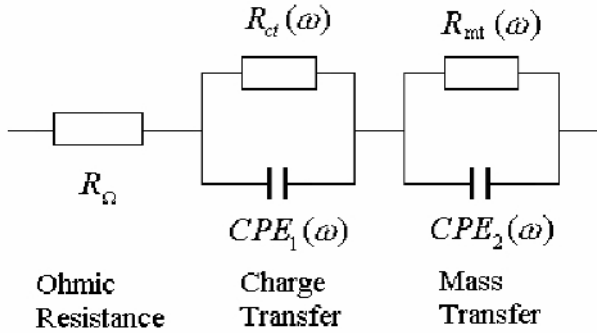 R_ct(ω) R_mt(ω)
R_Ω CPE_1(ω) CPE_2(ω)
Ohmic Charge Mass
Resistance Transfer Transfer